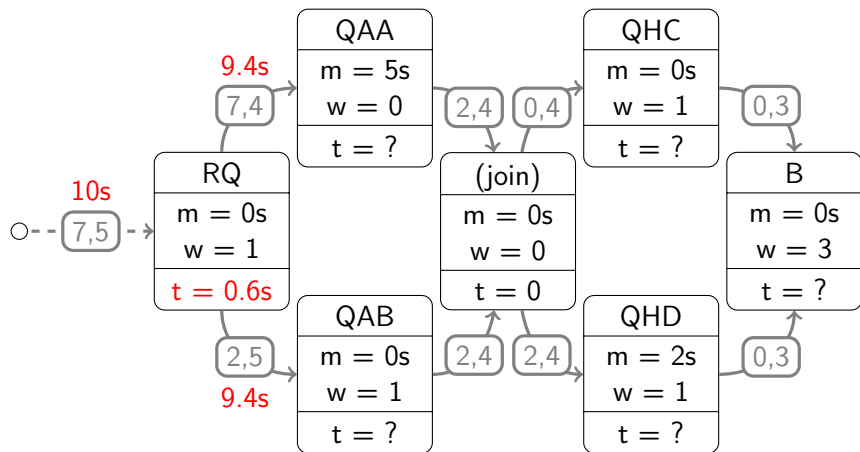 QAA
m = 5s
w = 0
t = ?
QHC
m = 0s
w = 1
t = ?
9.4s
7,4
2,4
0,4
0,3
10s
7,5
RQ
m = 0s
w = 1
t = 0.6s
(join)
m = 0s
w = 0
t = 0
B
m = 0s
w = 3
t = ?
2,5
9.4s
QAB
m = 0s
w = 1
t = ?
2,4
2,4
QHD
m = 2s
w = 1
t = ?
0,3